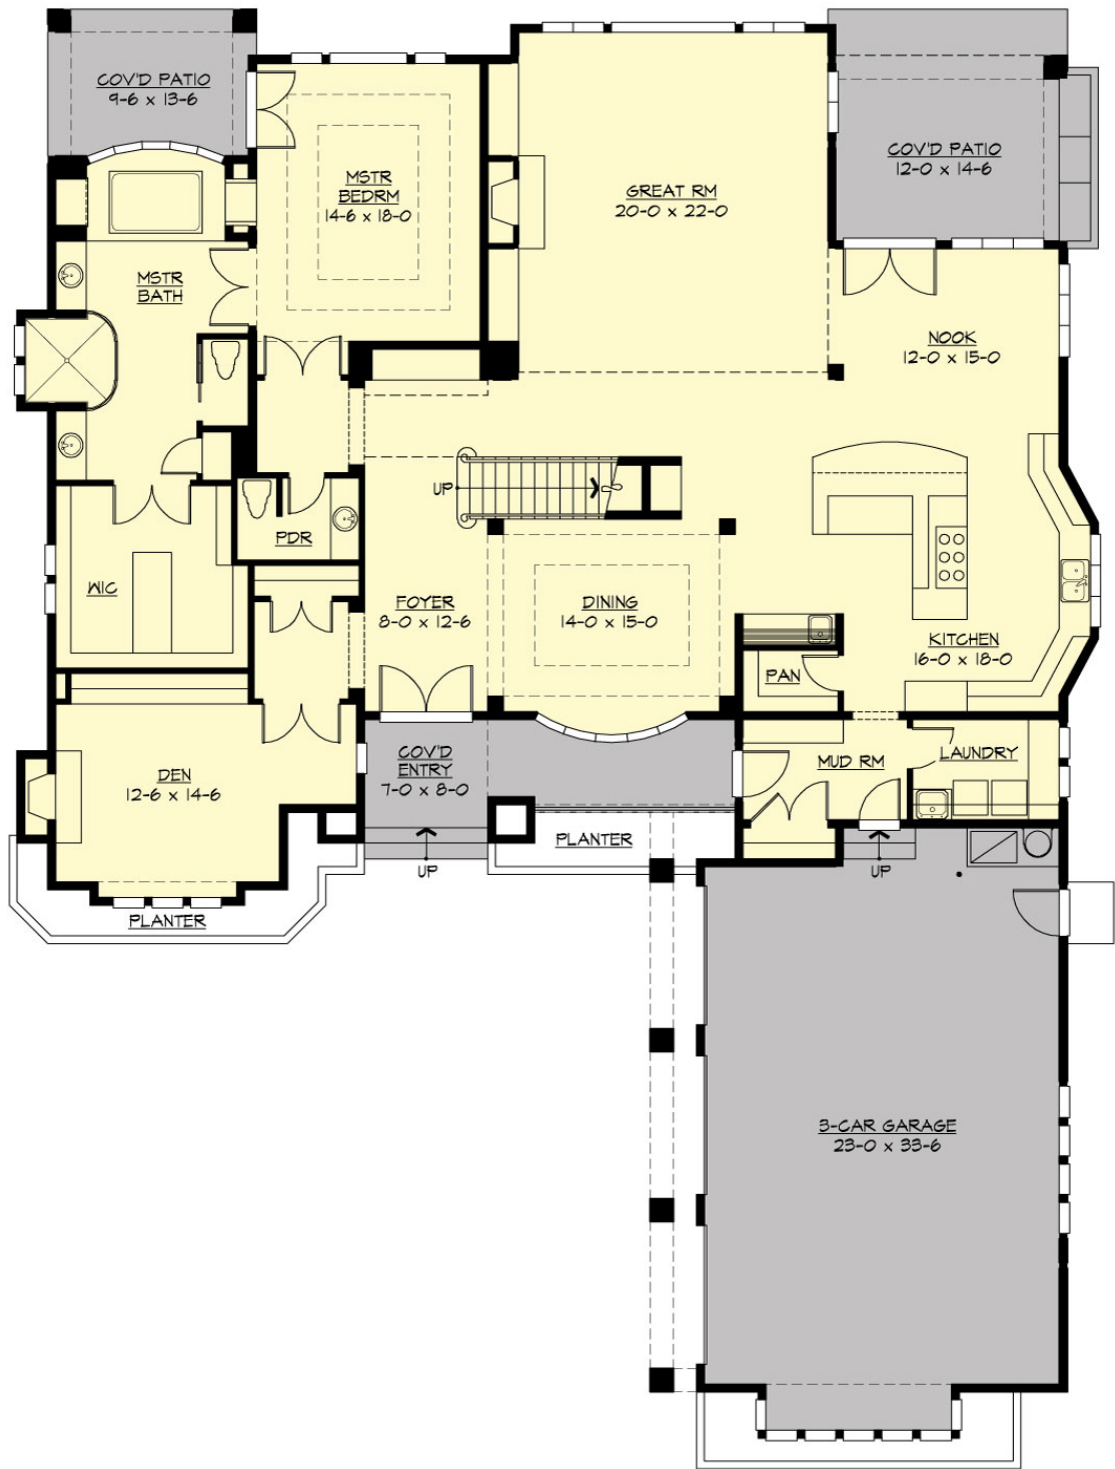 COV'D PATIO
9-6 x 13-6
MSTR
BEDRM
14-6 x 18-0
GREAT RM
20-0 x 22-0
COV'D PATIO
12-0 x 14-6
MSTR
BATH
NOOK
12-0 x 15-0
UP
PDR
WIC
FOYER
8-0 x 12-6
DINING
14-0 x 15-0
KITCHEN
16-0 x 18-0
PAN
DEN
12-6 x 14-6
COV'D
ENTRY
7-0 x 8-0
MUD RM
LAUNDRY
PLANTER
UP
UP
PLANTER
3-CAR GARAGE
23-0 x 33-6